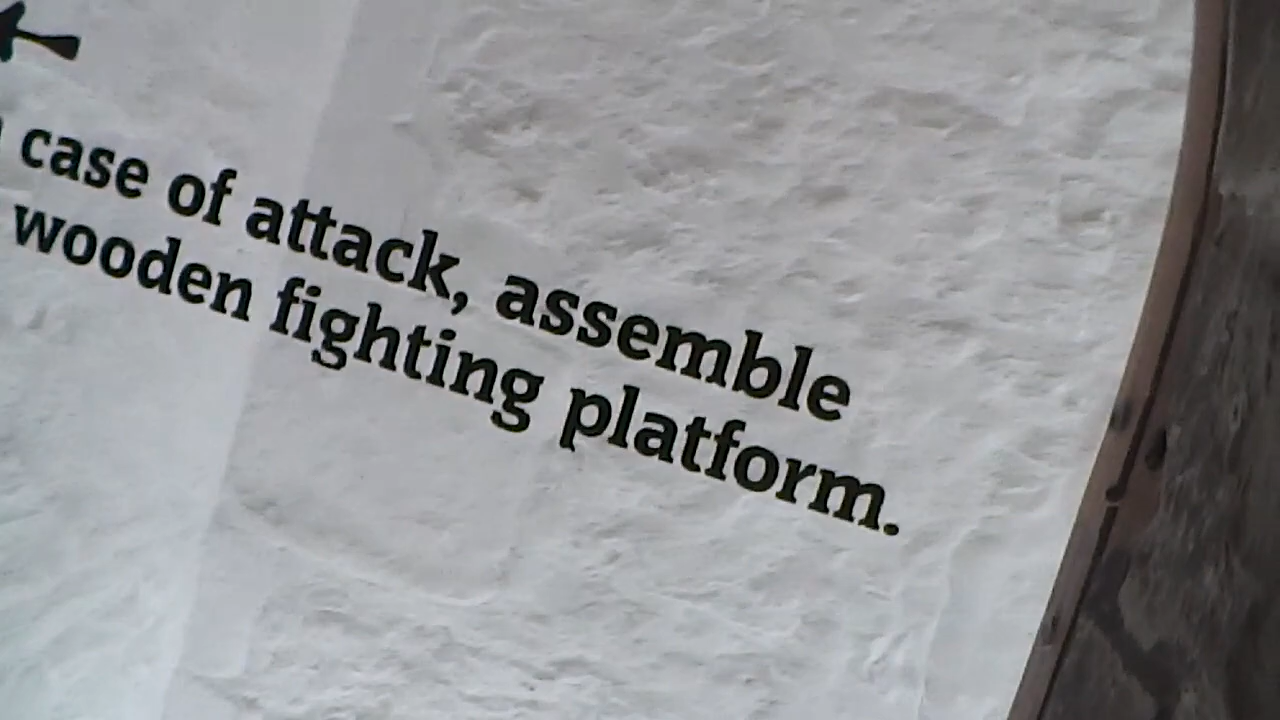 case of attack, assemble
wooden fighting platform.